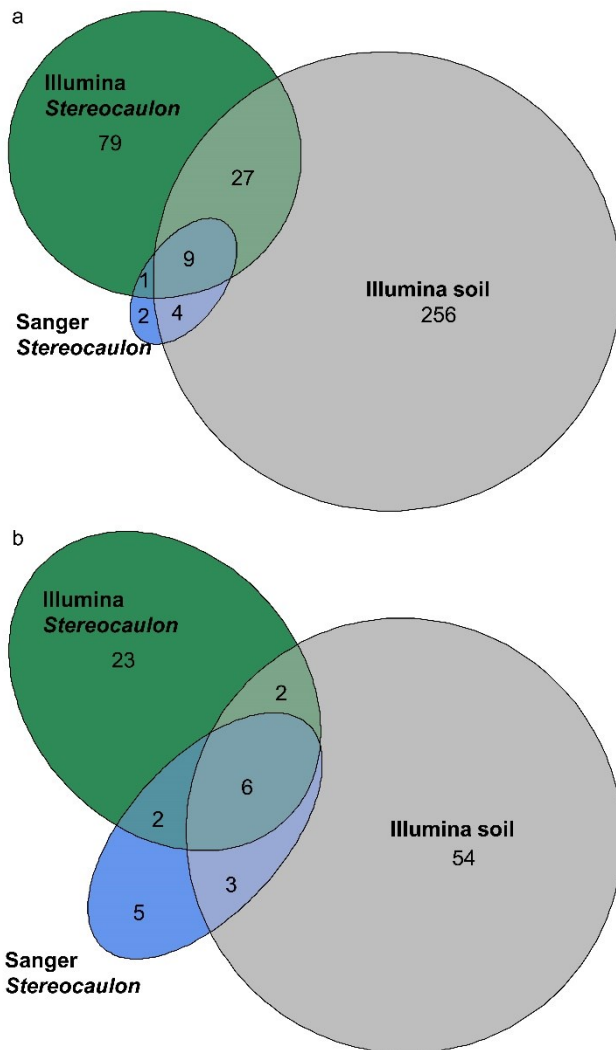 a
Illumina
Stereocaulon
79
27
9
1
2
4
Sanger
Stereocaulon
Illumina soil
256
b
Illumina
Stereocaulon
23
2
6
2
3
5
Illumina soil
54
Sanger
Stereocaulon